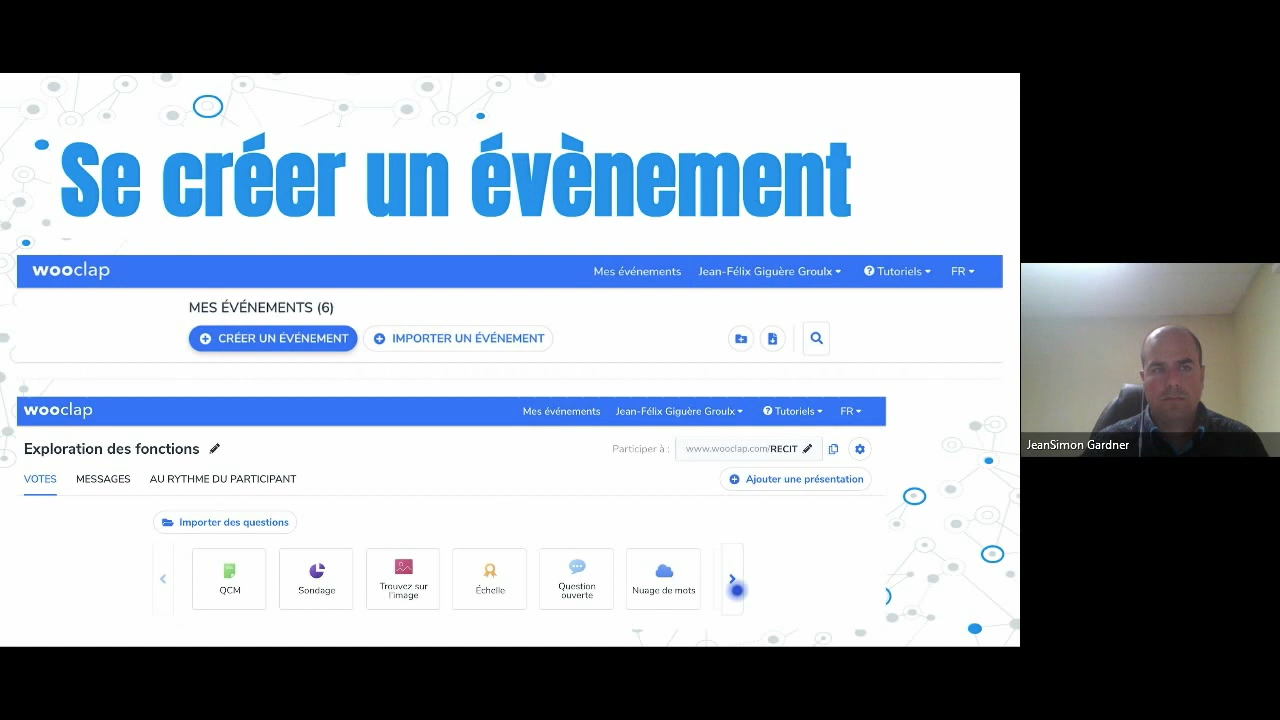 Se créer un évènement
wooclap
Mes événements Jean-Félix Giguère Groulx Tutoriels FR
MES ÉVÉNEMENTS (6)
CRÉER UN ÉVÉNEMENT IMPORTER UN ÉVÉNEMENT
wooclap
Mes événements Jean-Félix Giguère Groulx Tutoriels FR
Exploration des fonctions
Participer à : www.wooclap.com/RECIT
VOTES MESSAGES AU RYTHME DU PARTICIPANT
Ajouter une présentation
Importer des questions
QCM
Sondage
Trouvez sur
l'image
Échelle
Question
ouverte
Nuage de mots
JeanSimon Gardner